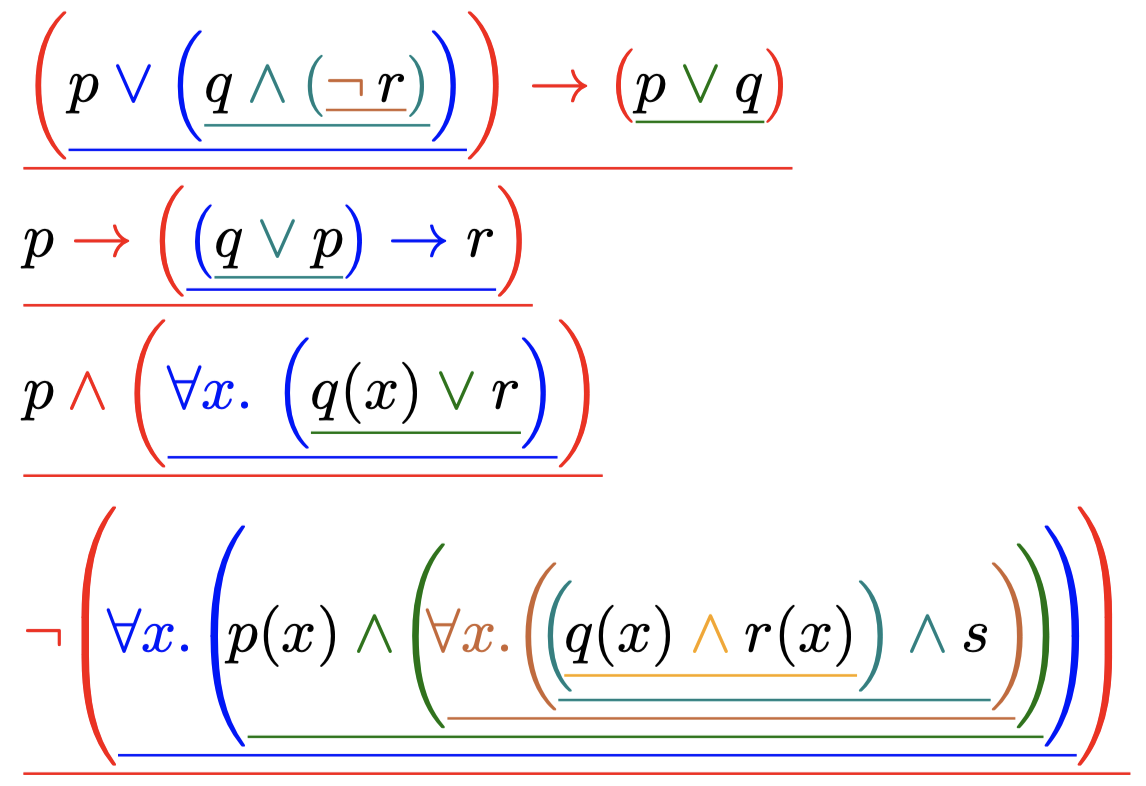 (p ∨ (q ∧ (¬ r))) → (p ∨ q)
p → ((q ∨ p) → r)
p ∧ (∀x. (q(x) ∨ r))
¬ (∀x. (p(x) ∧ (∀x. ((q(x) ∧ r(x)) ∧ s))))